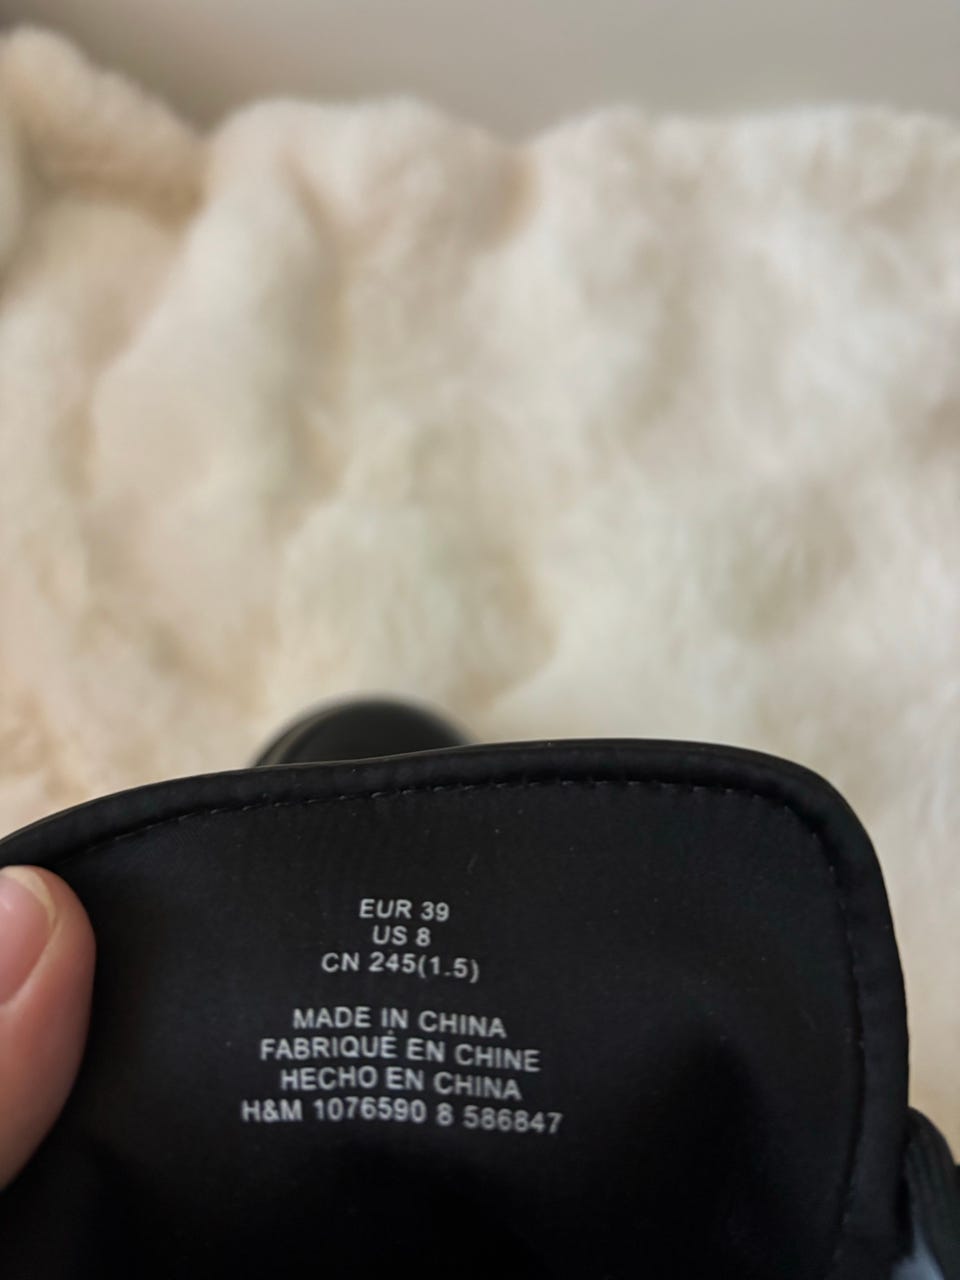 EUR 39
US 8
CN 245(1.5)
MADE IN CHINA
FABRIQUÉ EN CHINE
HECHO EN CHINA
H&M 1076590 8 586847